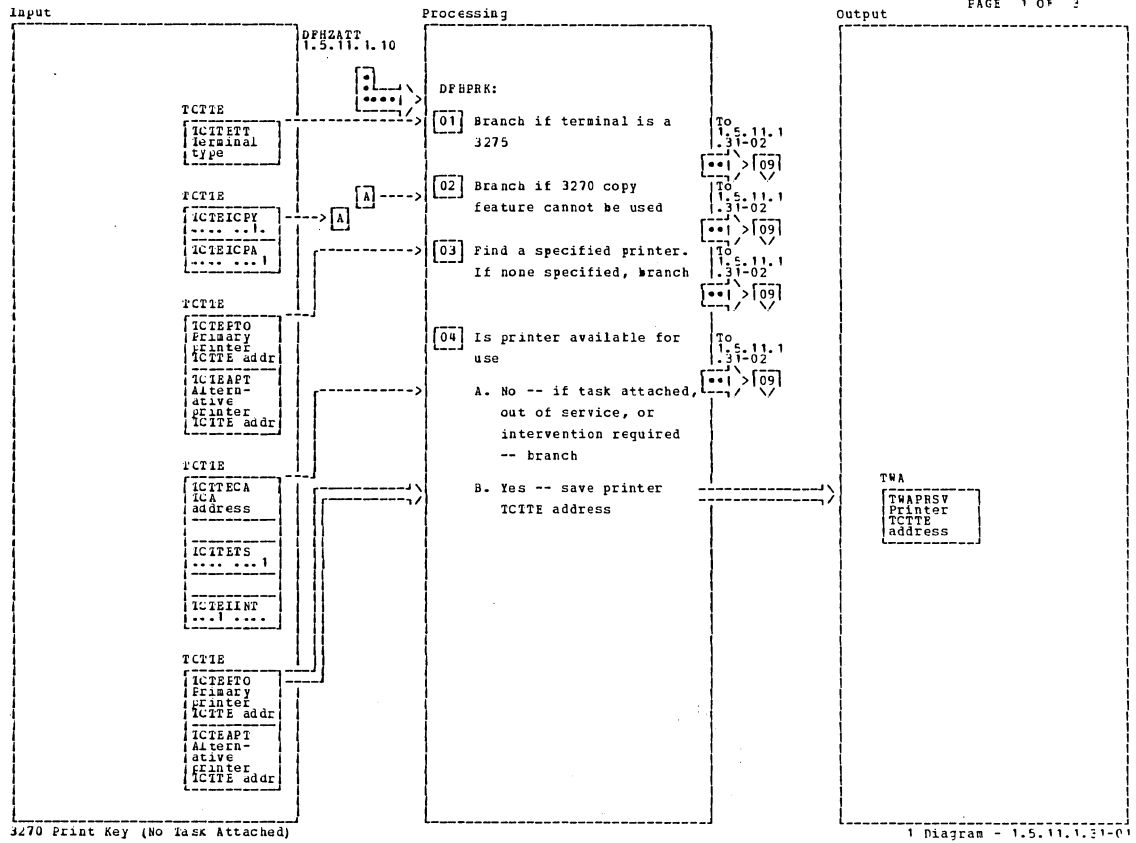 PAGE 1 OF 3
Input
Processing
Output
DFHZATT
1.5.11.1.10
DFHPRK:
TCTTE
TCTTETT
Terminal
type
01 Branch if terminal is a
3275
To
1.5.11.1
.31-02
09
TCTTE
TCTEICPY
.... ..1.
TCTEICPA
.... ...1
A
A
02 Branch if 3270 copy
feature cannot be used
To
1.5.11.1
.31-02
09
03 Find a specified printer.
If none specified, branch
To
1.5.11.1
.31-02
09
TCTTE
TCTEPTO
Primary
printer
TCTTE addr
TCTEAPT
Altern-
ative
printer
TCTTE addr
04 Is printer available for
use
To
1.5.11.1
.31-02
09
A. No -- if task attached,
out of service, or
intervention required
-- branch
TCTTE
TCTTECA
TCA
address
TCTTETS
.... ...1
TCTEIINT
...1 ....
B. Yes -- save printer
TCTTE address
TWA
TWAPRSV
Printer
TCTTE
address
TCTTE
TCTEPTO
Primary
printer
TCTTE addr
TCTEAPT
Altern-
ative
printer
TCTTE addr
3270 Print Key (No Task Attached)
1 Diagram - 1.5.11.1.31-01